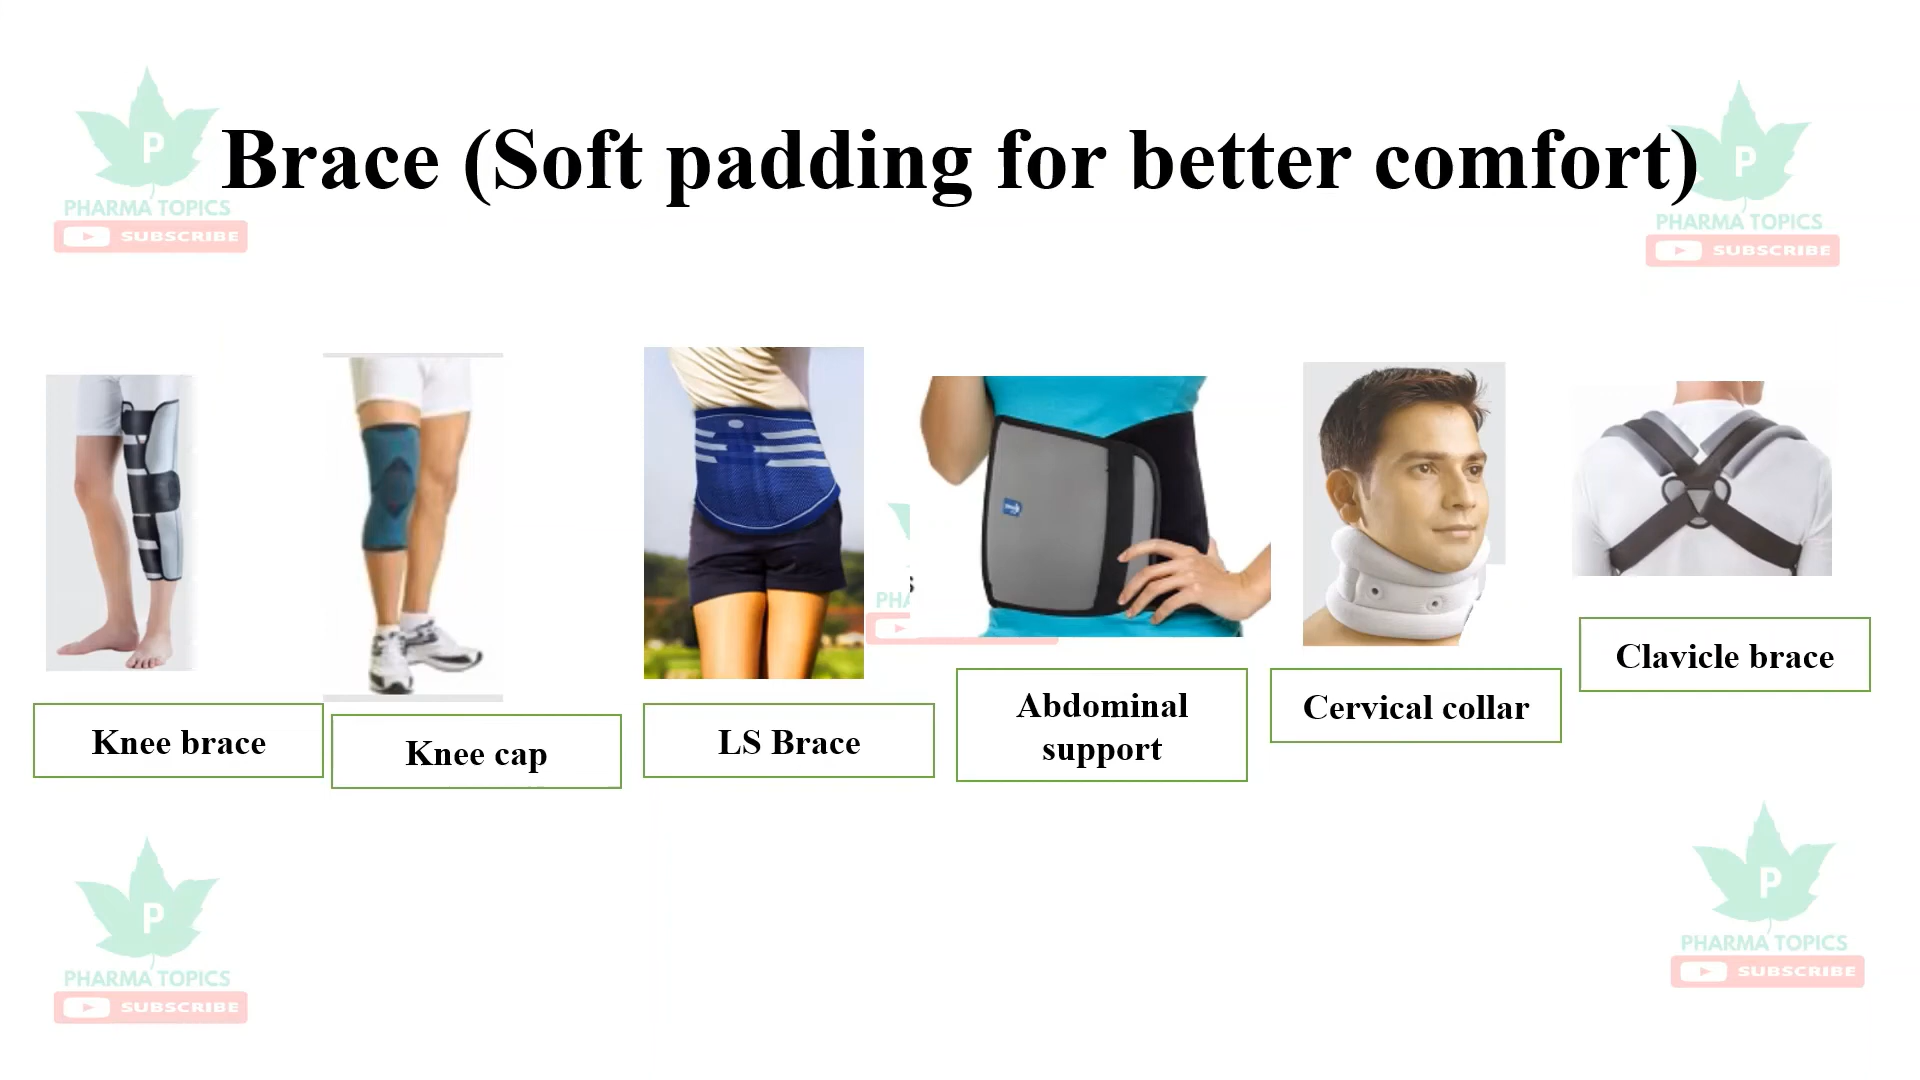 Brace (Soft padding for better comfort)
P
PHARMA TOPICS
SUBSCRIBE
P
PHARMA TOPICS
SUBSCRIBE
Knee brace
Knee cap
LS Brace
PHA
Abdominal
support
Cervical collar
Clavicle brace
P
PHARMA TOPICS
SUBSCRIBE
P
PHARMA TOPICS
SUBSCRIBE